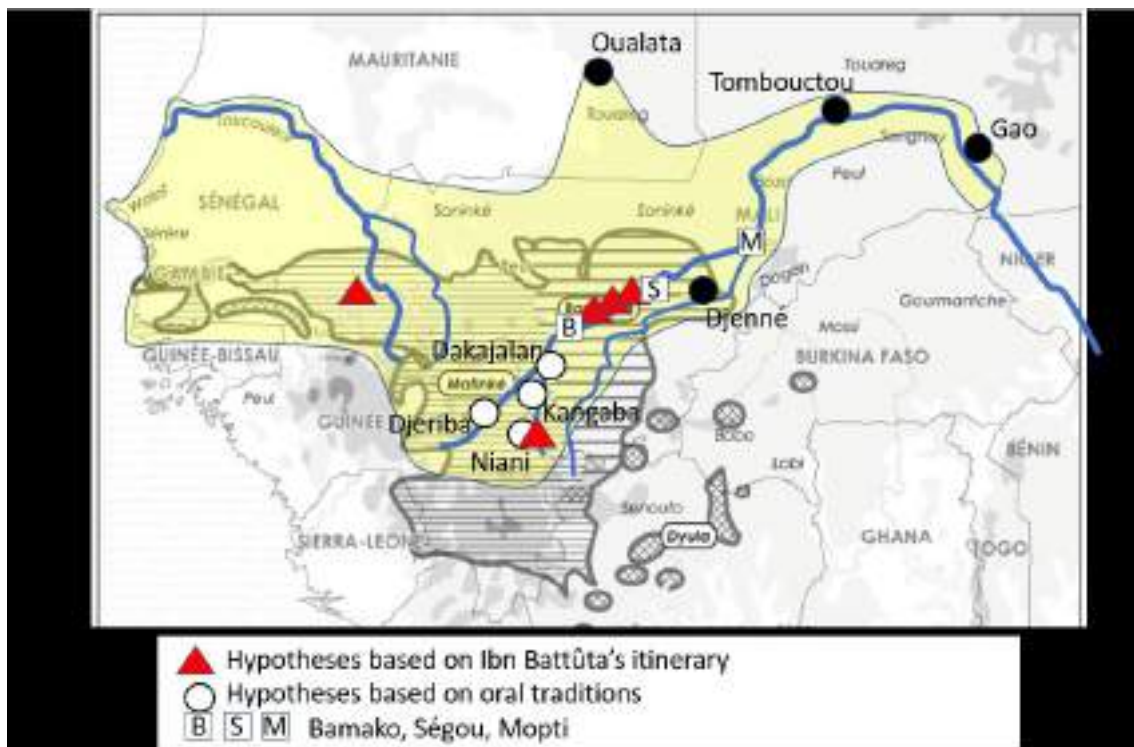 Oualata
MAURITANIE
Touareg
Tombouctou
Touareg
Gao
Songhay
Peul
Wolof
SÉNÉGAL
Soninké
Soninké
MALI
M
Sérère
GAMBIE
NIGER
S
Dogon
Goumantche
Djenné
B
Mossi
Dakajalan
GUINÉE-BISSAU
BURKINA FASO
Malinké
Peul
Kangaba
GUINÉE
Djériba
Bobo
BÉNIN
Niani
Lobi
Senoufo
SIERRA-LEONE
Dyula
GHANA
TOGO
Hypotheses based on Ibn Battûta's itinerary
Hypotheses based on oral traditions
B S M Bamako, Ségou, Mopti